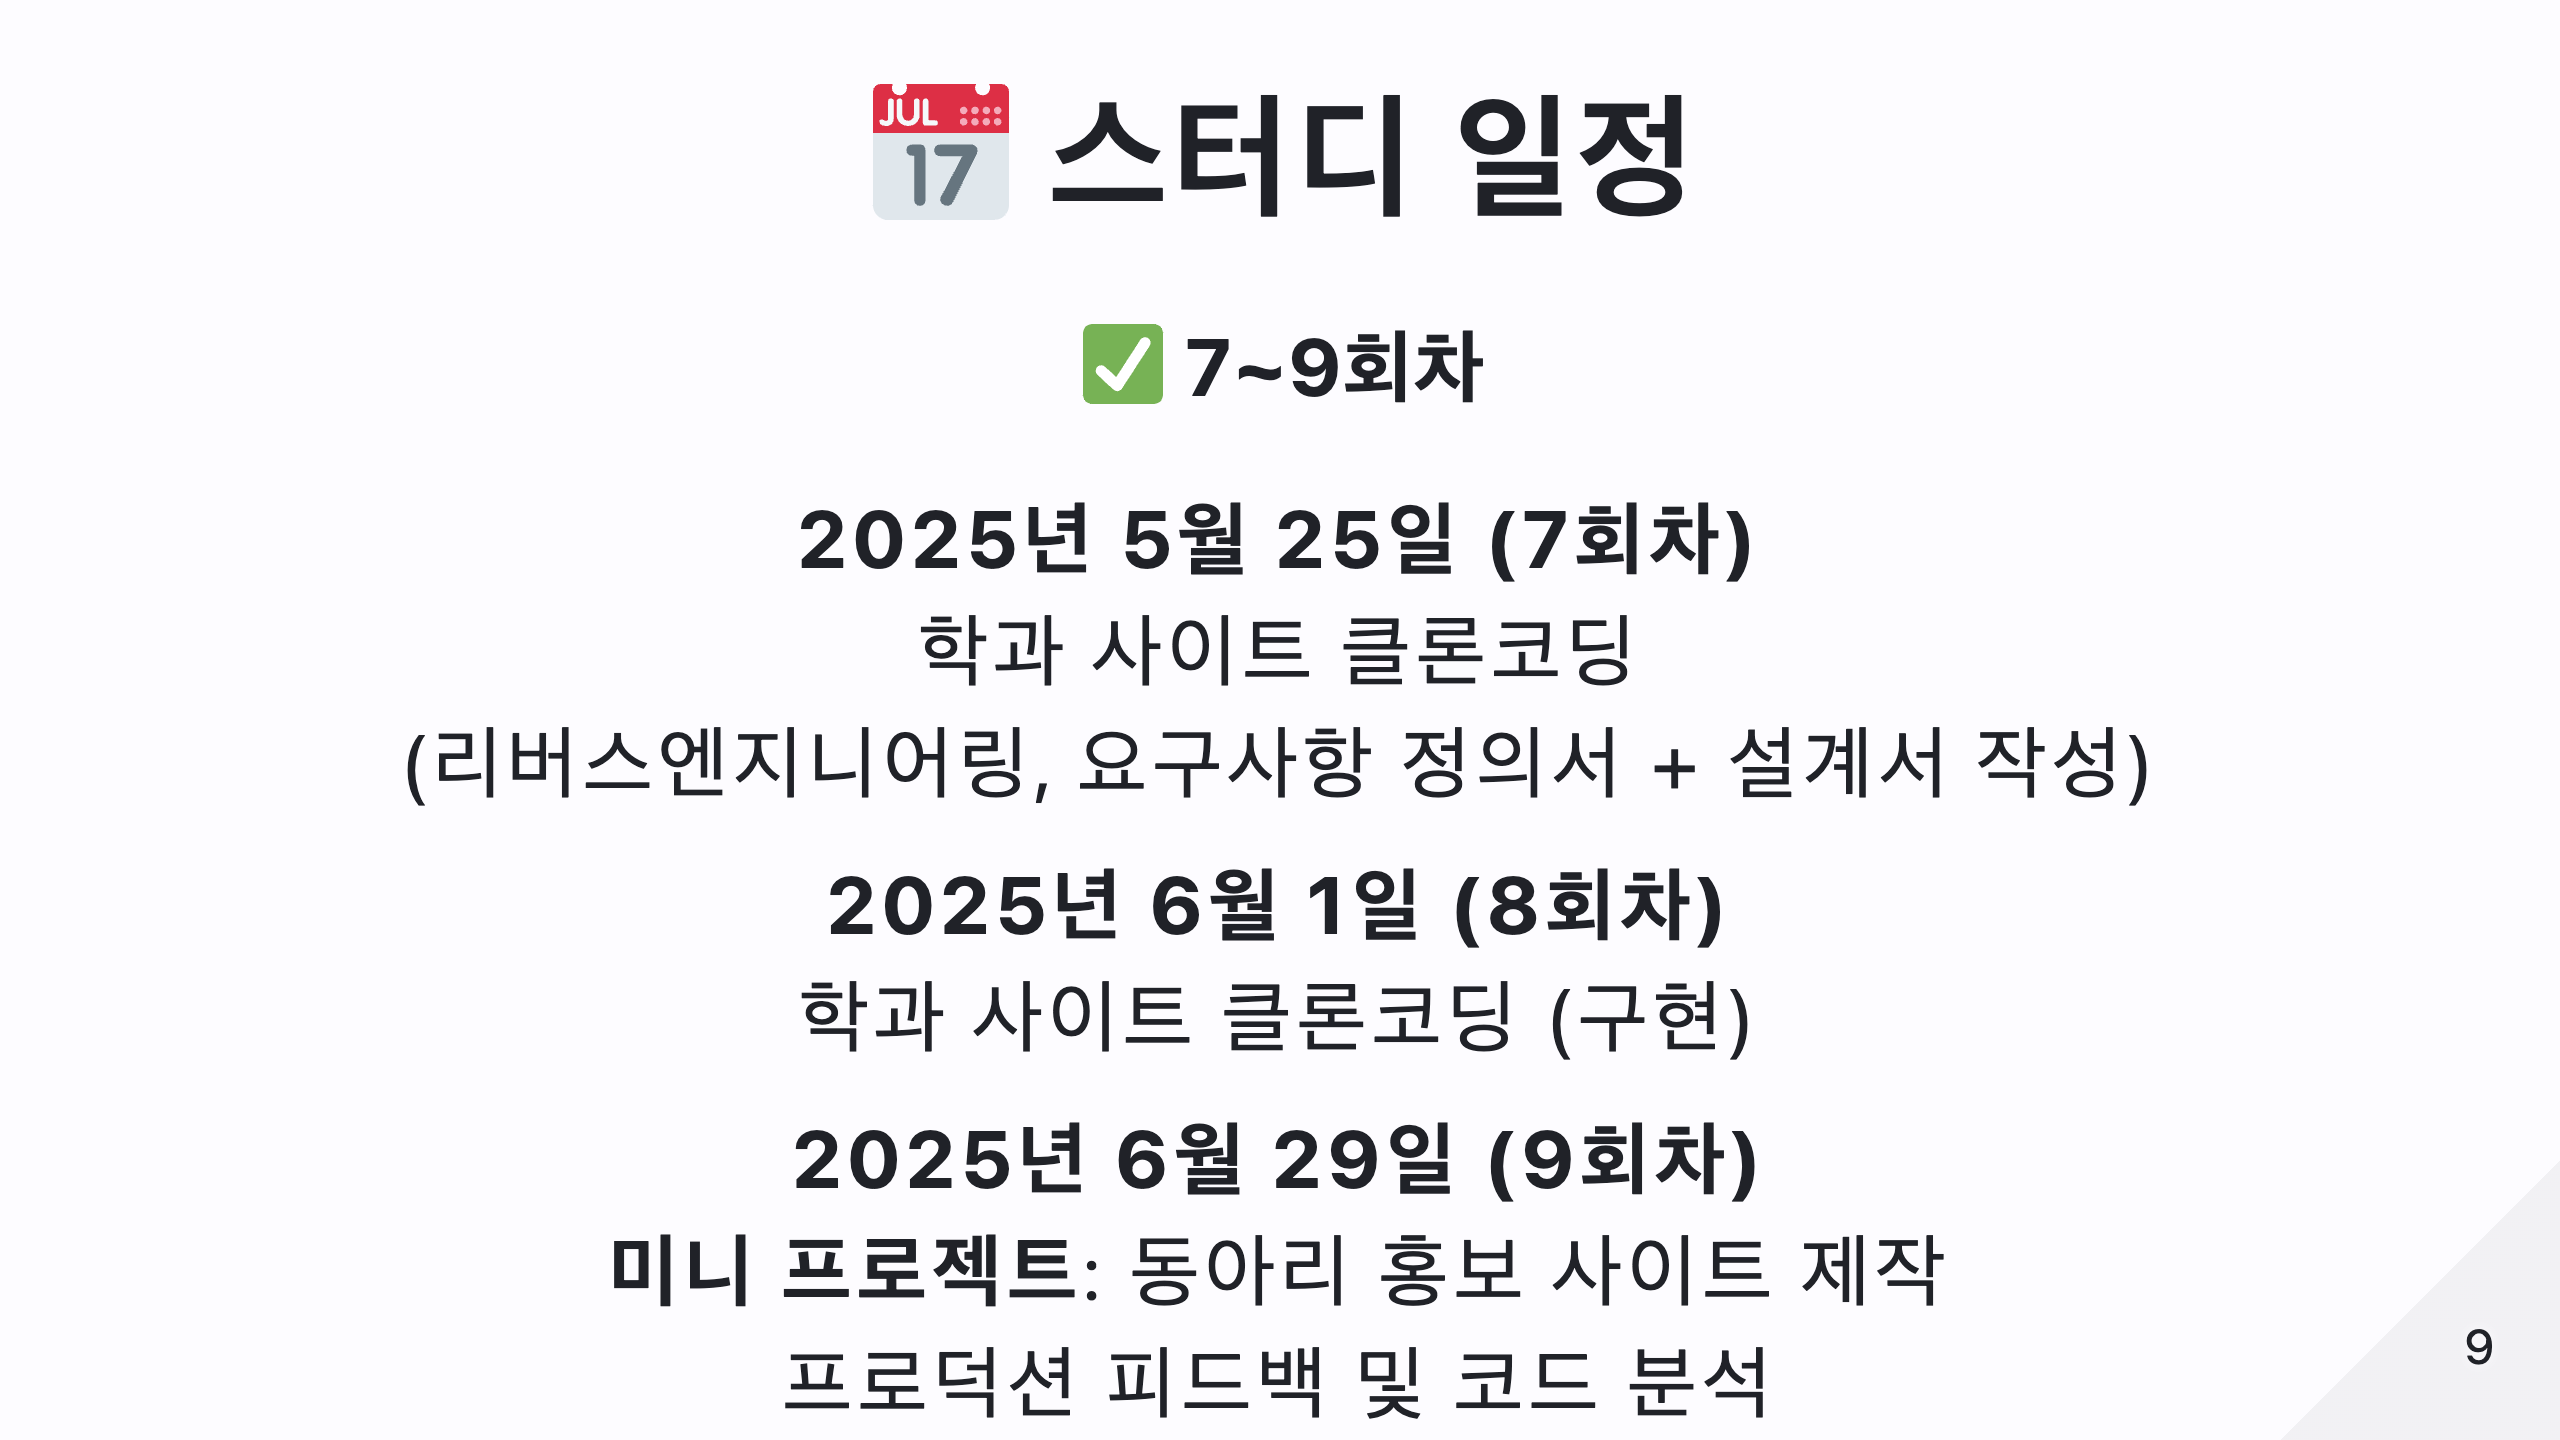 JUL
17
스터디 일정
✅ 7~9회차
2025년 5월 25일 (7회차)
학과 사이트 클론코딩
(리버스엔지니어링, 요구사항 정의서 + 설계서 작성)
2025년 6월 1일 (8회차)
학과 사이트 클론코딩 (구현)
2025년 6월 29일 (9회차)
미니 프로젝트: 동아리 홍보 사이트 제작
프로덕션 피드백 및 코드 분석
9